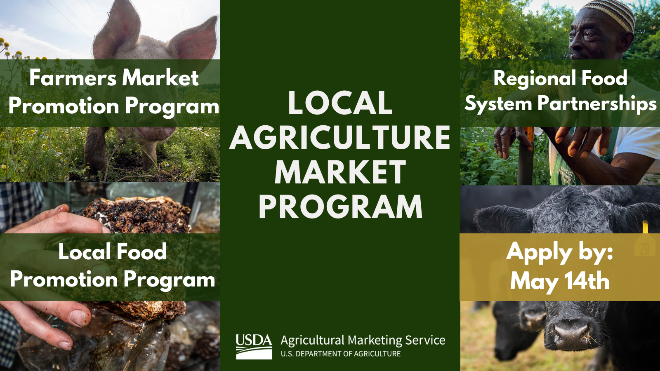 Farmers Market
Promotion Program
Local Food
Promotion Program
LOCAL
AGRICULTURE
MARKET
PROGRAM
USDA Agricultural Marketing Service
U.S. DEPARTMENT OF AGRICULTURE
Regional Food
System Partnerships
Apply by:
May 14th